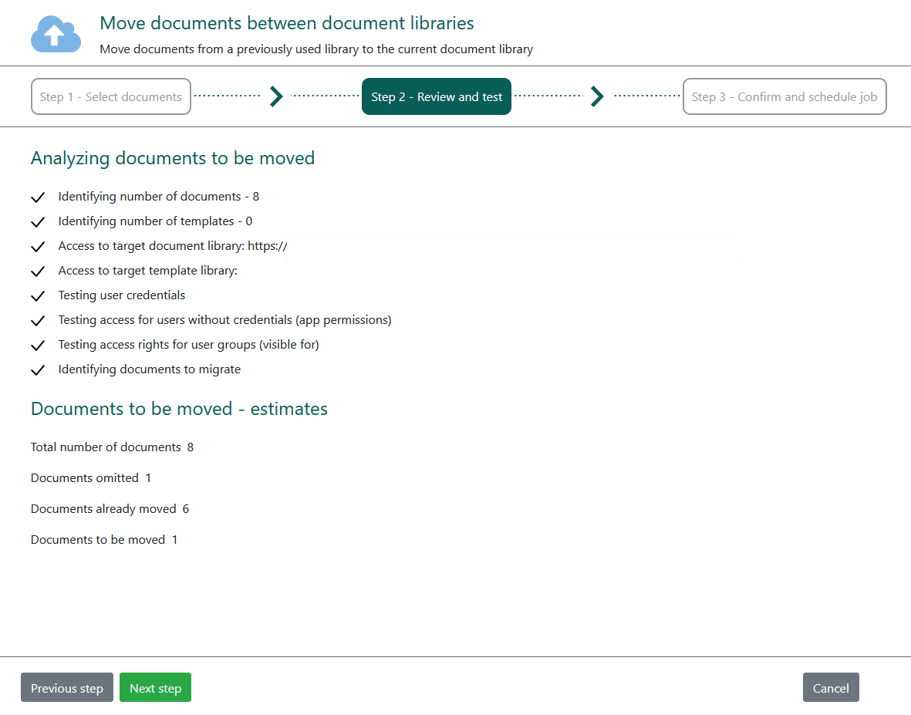 Move documents between document libraries
Move documents from a previously used library to the current document library
Step 1 - Select documents
Step 2 - Review and test
Step 3 - Confirm and schedule job
Analyzing documents to be moved
Identifying number of documents - 8
Identifying number of templates - 0
Access to target document library: https://
Access to target template library:
Testing user credentials
Testing access for users without credentials (app permissions)
Testing access rights for user groups (visible for)
Identifying documents to migrate
Documents to be moved - estimates
Total number of documents 8
Documents omitted 1
Documents already moved 6
Documents to be moved 1
Previous step
Next step
Cancel